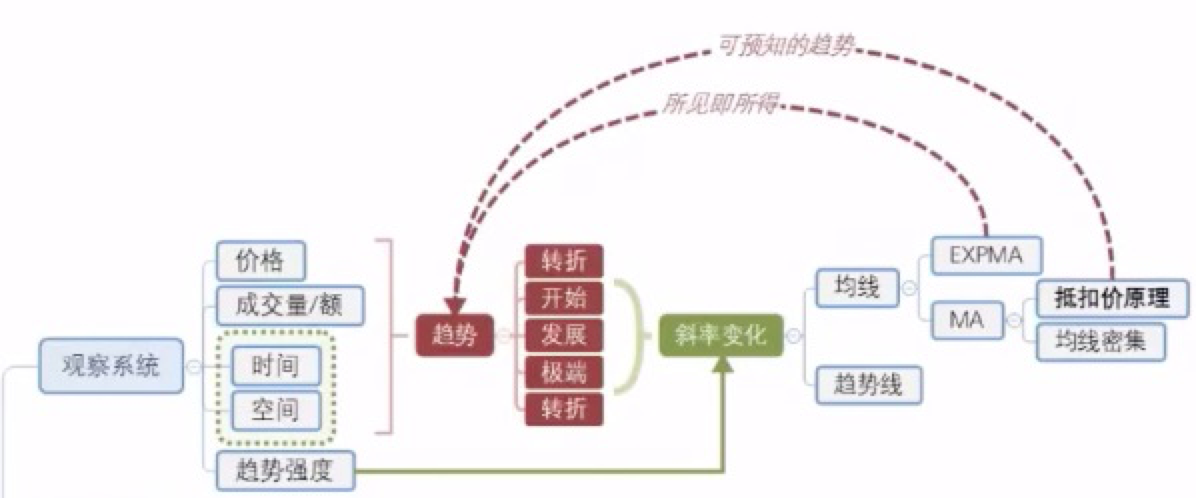 可预知的趋势
所见即所得
观察系统
价格
成交量/额
时间
空间
趋势强度
趋势
转折
开始
发展
极端
转折
斜率变化
均线
趋势线
EXPMA
MA
抵扣价原理
均线密集